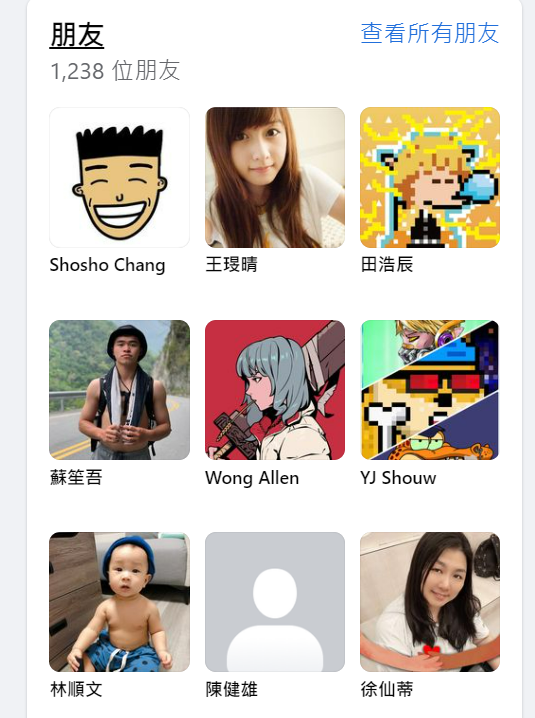 朋友
查看所有朋友
1,238 位朋友
Shosho Chang
王琝晴
田浩辰
蘇笙吾
Wong Allen
YJ Shouw
林順文
陳健雄
徐仙蒂